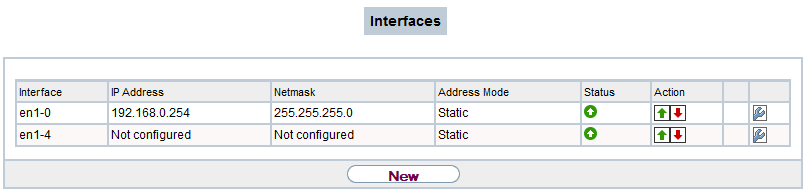 Interfaces
Interface IP Address Netmask Address Mode Status Action
en1-0 192.168.0.254 255.255.255.0 Static
en1-4 Not configured Not configured Static
New